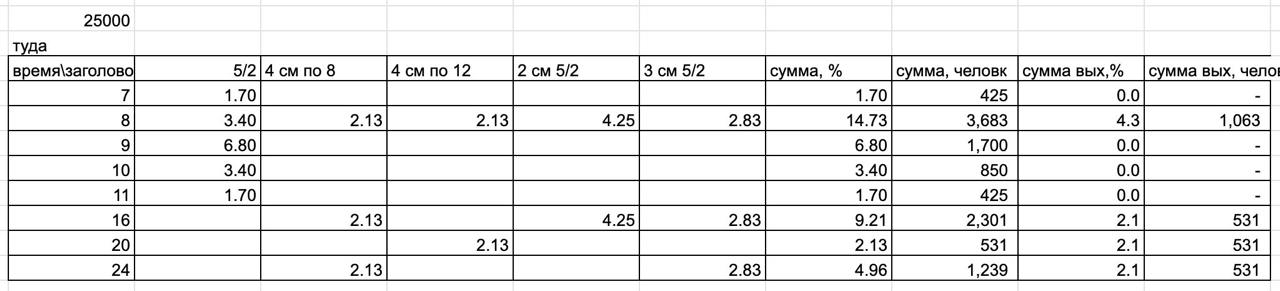 25000
туда
время\заголово 5/2 4 см по 8 4 см по 12 2 см 5/2 3 см 5/2 сумма, % сумма, человк сумма вых,% сумма вых, чело
7 1.70 1.70 425 0.0 -
8 3.40 2.13 2.13 4.25 2.83 14.73 3,683 4.3 1,063
9 6.80 6.80 1,700 0.0 -
10 3.40 3.40 850 0.0 -
11 1.70 1.70 425 0.0 -
16 2.13 4.25 2.83 9.21 2,301 2.1 531
20 2.13 2.13 531 2.1 531
24 2.13 2.83 4.96 1,239 2.1 531